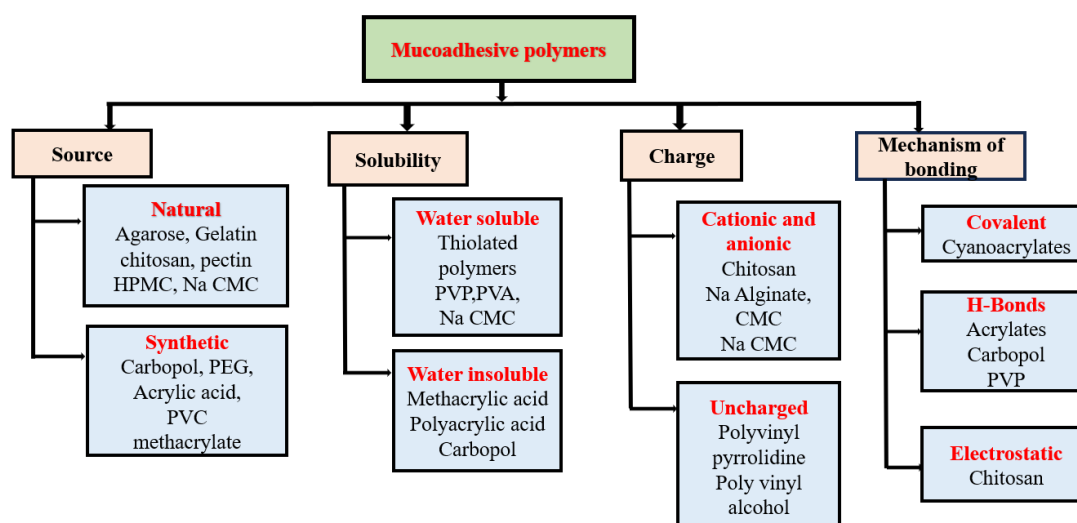 Mucoadhesive polymers
Source
Natural
Agarose, Gelatin
chitosan, pectin
HPMC, Na CMC
Synthetic
Carbopol, PEG,
Acrylic acid,
PVC
methacrylate
Solubility
Water soluble
Thiolated
polymers
PVP,PVA,
Na CMC
Water insoluble
Methacrylic acid
Polyacrylic acid
Carbopol
Charge
Cationic and
anionic
Chitosan
Na Alginate,
CMC
Na CMC
Uncharged
Polyvinyl
pyrrolidine
Poly vinyl
alcohol
Mechanism of
bonding
Covalent
Cyanoacrylates
H-Bonds
Acrylates
Carbopol
PVP
Electrostatic
Chitosan